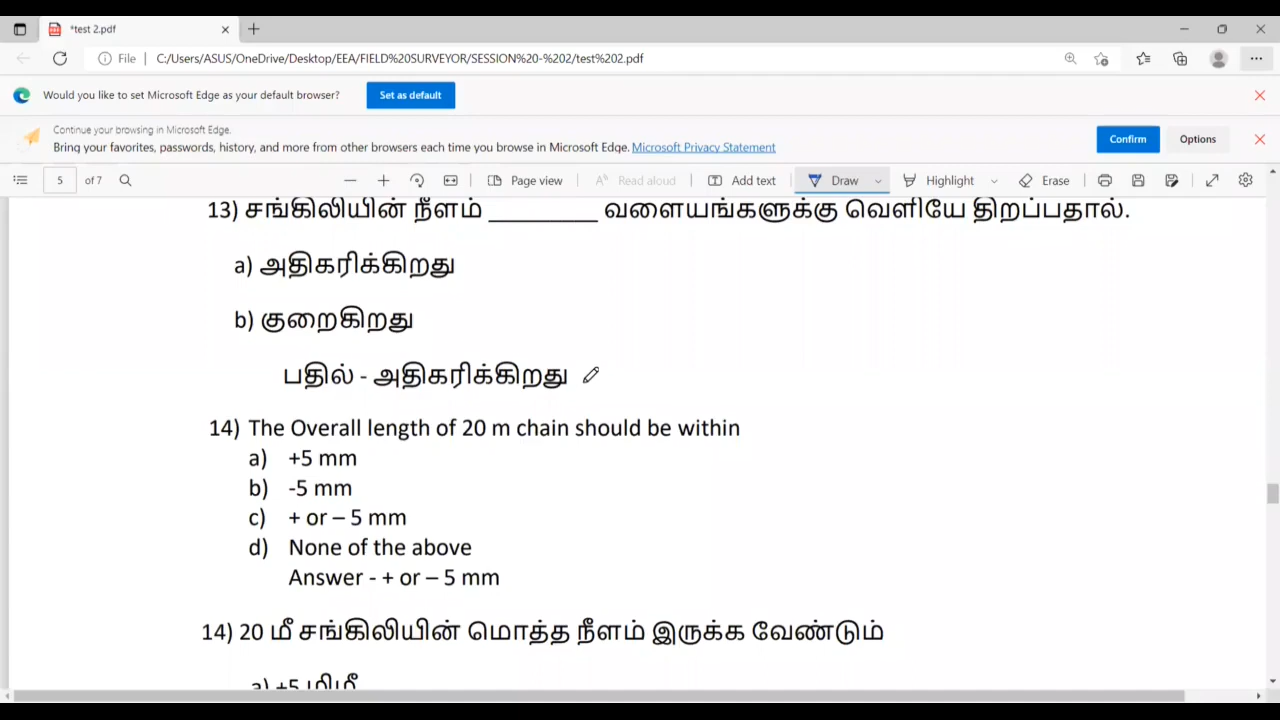 *test 2.pdf
File C:/Users/ASUS/OneDrive/Desktop/EEA/FIELD%20SURVEYOR/SESSION%20-%202/test%202.pdf
Would you like to set Microsoft Edge as your default browser? Set as default
Continue your browsing in Microsoft Edge.
Bring your favorites, passwords, history, and more from other browsers each time you browse in Microsoft Edge. Microsoft Privacy Statement Confirm Options
5 of 7 Page view Read aloud Add text Draw Highlight Erase
13) சங்கிலியின் நீளம் _________ வளையங்களுக்கு வெளியே திறப்பதால்.
a) அதிகரிக்கிறது
b) குறைகிறது
பதில் - அதிகரிக்கிறது
14) The Overall length of 20 m chain should be within
a) +5 mm
b) -5 mm
c) + or – 5 mm
d) None of the above
Answer - + or – 5 mm
14) 20 மீ சங்கிலியின் மொத்த நீளம் இருக்க வேண்டும்
a) +5 மிமீ